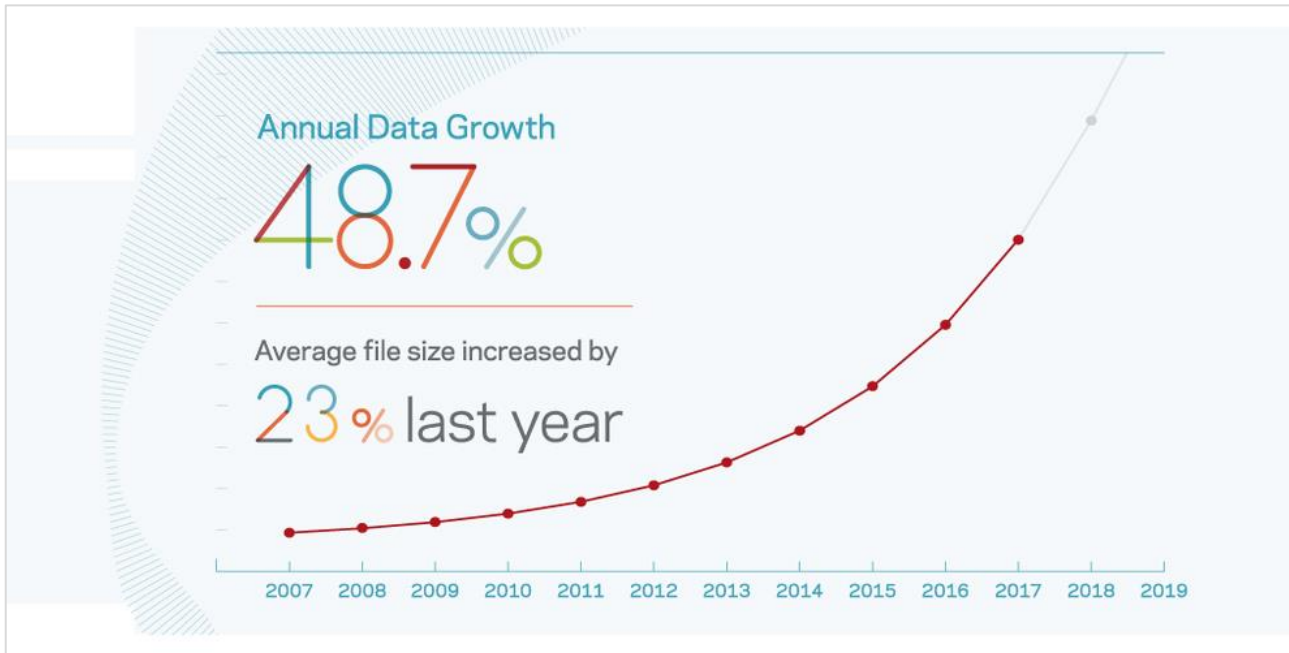 Annual Data Growth
48.7%
Average file size increased by
23% last year
2007 2008 2009 2010 2011 2012 2013 2014 2015 2016 2017 2018 2019